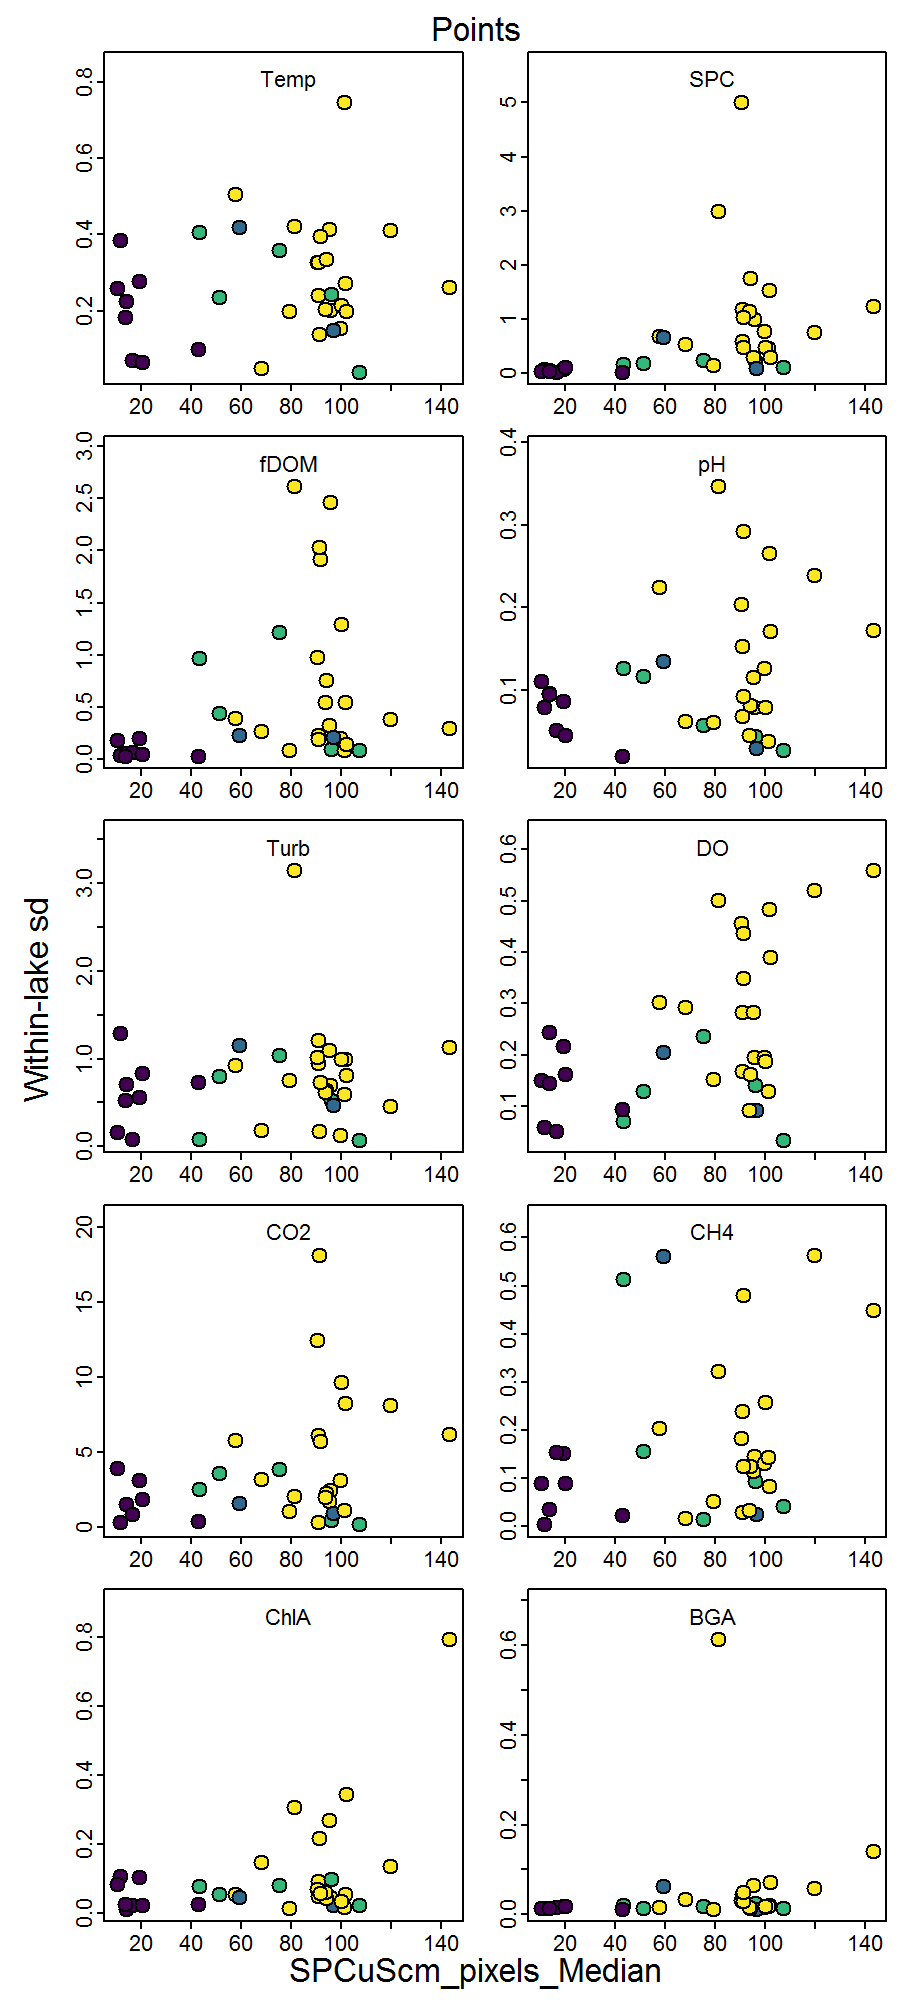 Points
Temp
0.2 0.4 0.6 0.8
20 40 60 80 100 140
SPC
0 1 2 3 4 5
20 40 60 80 100 140
fDOM
0.0 0.5 1.0 1.5 2.0 2.5 3.0
20 40 60 80 100 140
pH
0.1 0.2 0.3 0.4
20 40 60 80 100 140
Within-lake sd
Turb
0.0 1.0 2.0 3.0
20 40 60 80 100 140
DO
0.1 0.2 0.3 0.4 0.5 0.6
20 40 60 80 100 140
CO2
0 5 10 15 20
20 40 60 80 100 140
CH4
0.0 0.1 0.2 0.3 0.4 0.5 0.6
20 40 60 80 100 140
ChlA
0.0 0.2 0.4 0.6 0.8
20 40 60 80 100 140
BGA
0.0 0.2 0.4 0.6
20 40 60 80 100 140
SPCuScm_pixels_Median